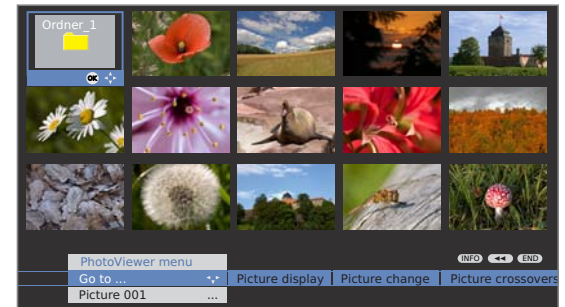 Ordner_1
OK
INFO END
PhotoViewer menu
Go to ... Picture display Picture change Picture crossovers
Picture 001 ...